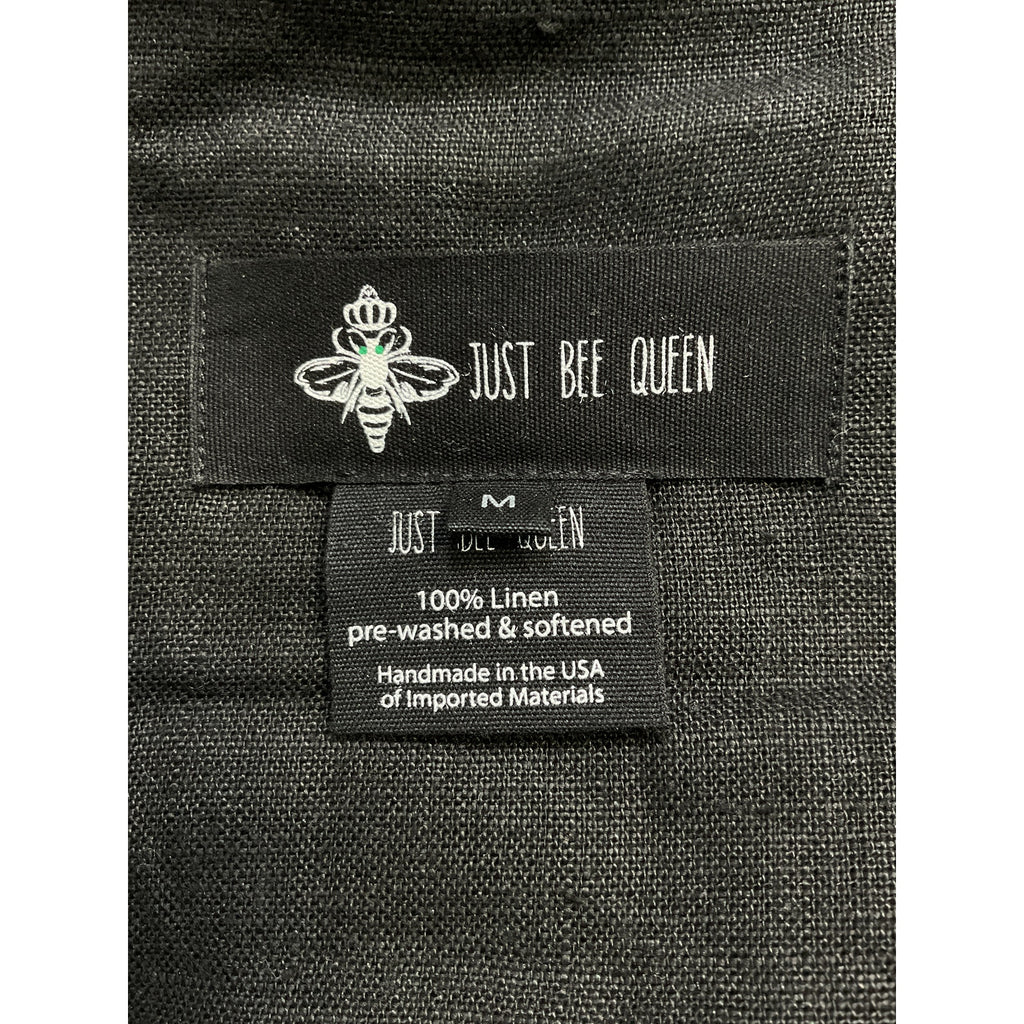 JUST BEE QUEEN
M
JUST BEE QUEEN
100% Linen
pre-washed & softened
Handmade in the USA
of Imported Materials